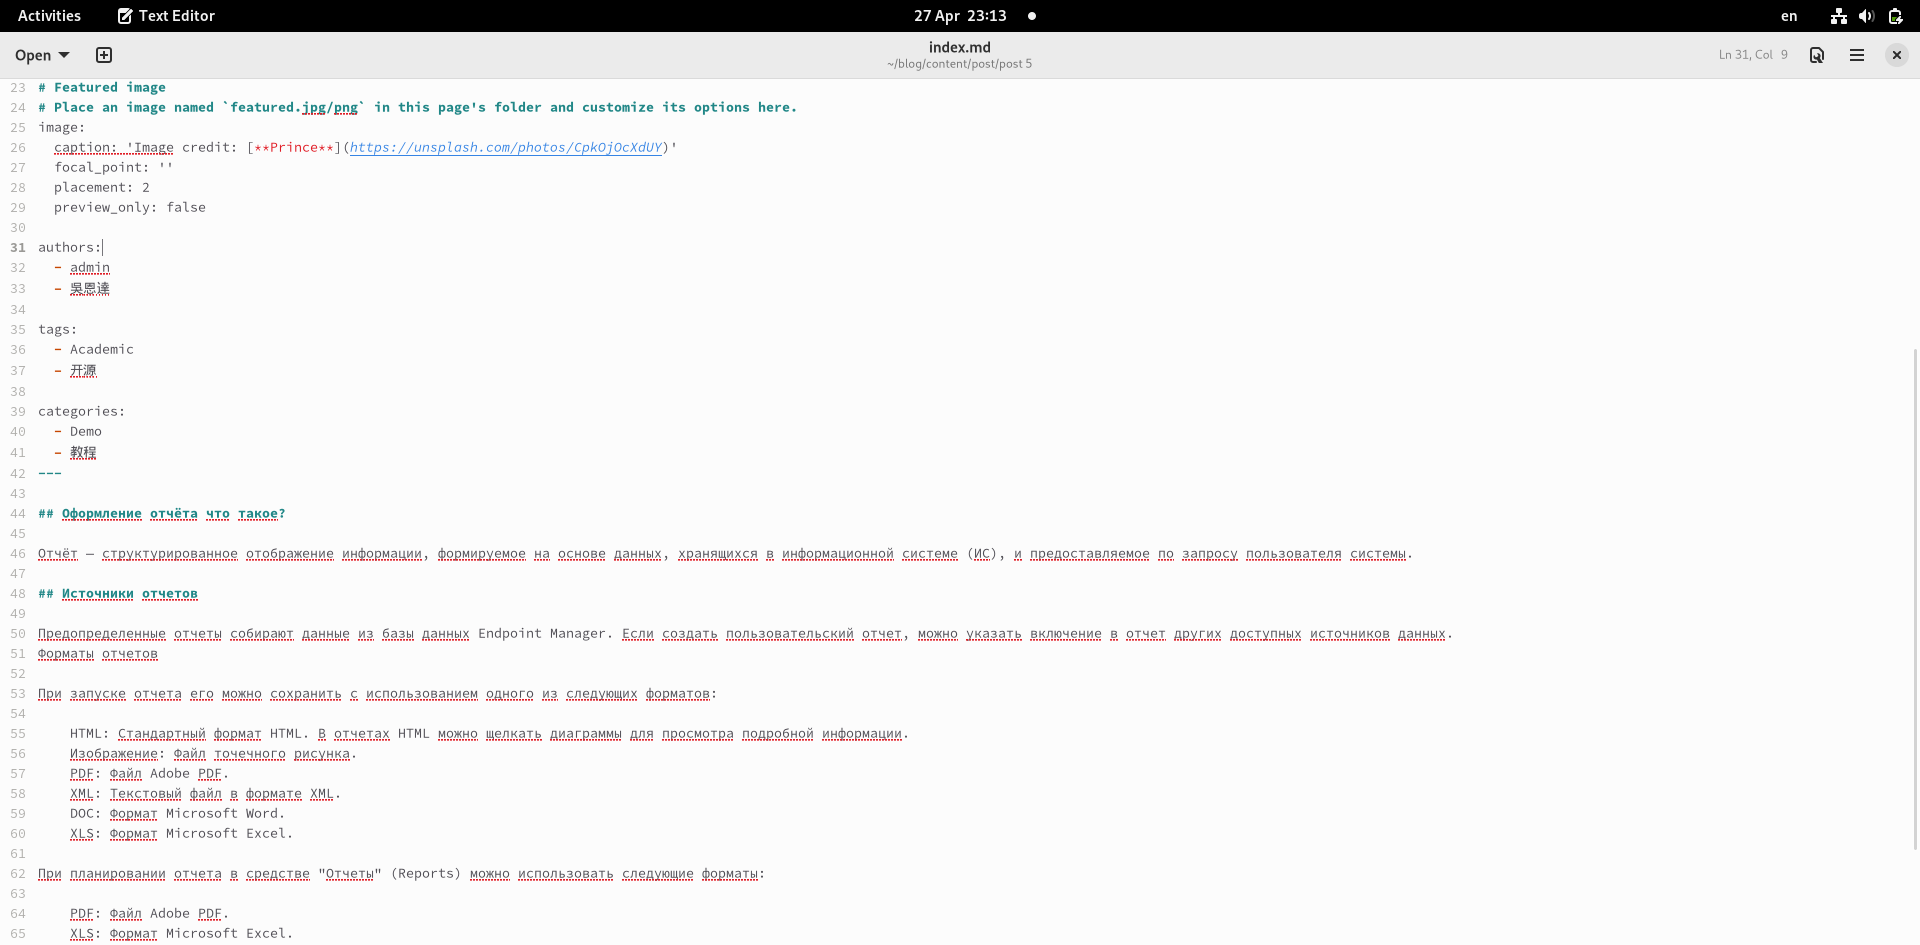 Activities Text Editor 27 Apr 23:13 en
Open index.md Ln 31, Col 9
~/blog/content/post/post 5
23 # Featured image
24 # Place an image named `featured.jpg/png` in this page's folder and customize its options here.
25 image:
26   caption: 'Image credit: [**Prince**](https://unsplash.com/photos/CpkOjOcXdUY)'
27   focal_point: ''
28   placement: 2
29   preview_only: false
30
31 authors:
32   - admin
33   - 吳恩達
34
35 tags:
36   - Academic
37   - 开源
38
39 categories:
40   - Demo
41   - 教程
42 ---
43
44 ## Оформление отчёта что такое?
45
46 Отчёт — структурированное отображение информации, формируемое на основе данных, хранящихся в информационной системе (ИС), и предоставляемое по запросу пользователя системы.
47
48 ## Источники отчетов
49
50 Предопределенные отчеты собирают данные из базы данных Endpoint Manager. Если создать пользовательский отчет, можно указать включение в отчет других доступных источников данных.
51 Форматы отчетов
52
53 При запуске отчета его можно сохранить с использованием одного из следующих форматов:
54
55     HTML: Стандартный формат HTML. В отчетах HTML можно щелкать диаграммы для просмотра подробной информации.
56     Изображение: Файл точечного рисунка.
57     PDF: Файл Adobe PDF.
58     XML: Текстовый файл в формате XML.
59     DOC: Формат Microsoft Word.
60     XLS: Формат Microsoft Excel.
61
62 При планировании отчета в средстве "Отчеты" (Reports) можно использовать следующие форматы:
63
64     PDF: Файл Adobe PDF.
65     XLS: Формат Microsoft Excel.